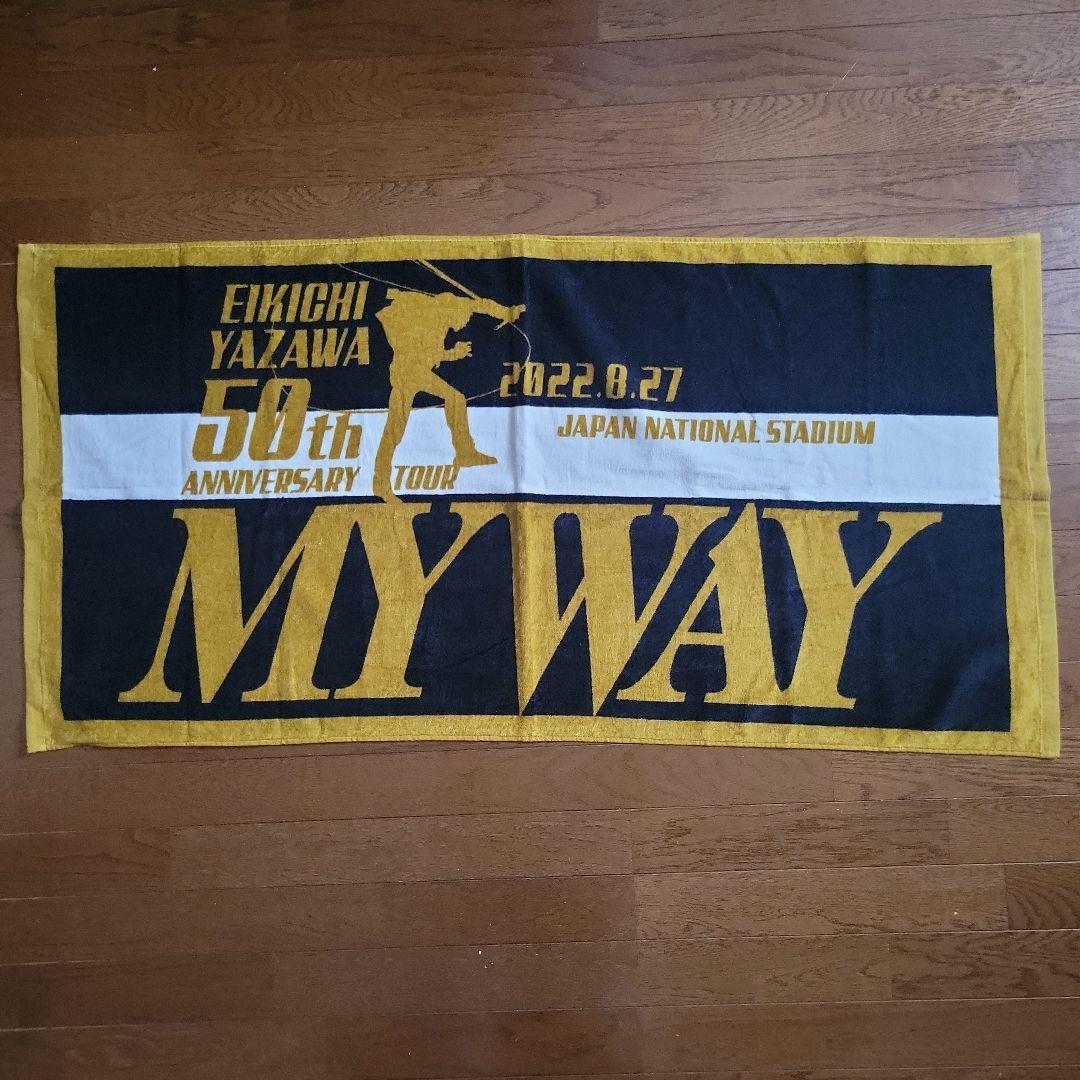 EIKICHI
YAZAWA
50th
ANNIVERSARY TOUR
2022.8.27
JAPAN NATIONAL STADIUM
MY WAY